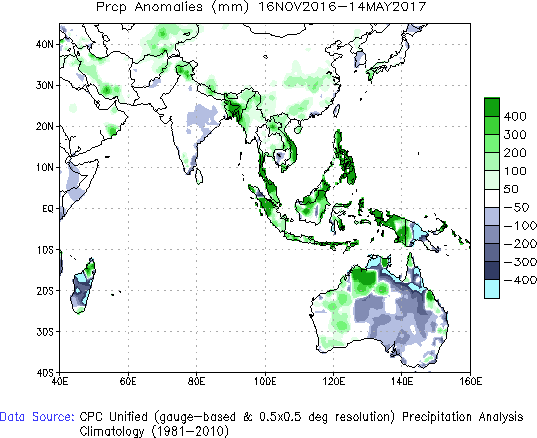 Prcp Anomalies (mm) 16NOV2016-14MAY2017
40N
30N
20N
10N
EQ
10S
20S
30S
40S
40E 60E 80E 100E 120E 140E 160E
400
300
200
100
50
-50
-100
-200
-300
-400
Data Source: CPC Unified (gauge-based & 0.5x0.5 deg resolution) Precipitation Analysis
Climatology (1981-2010)